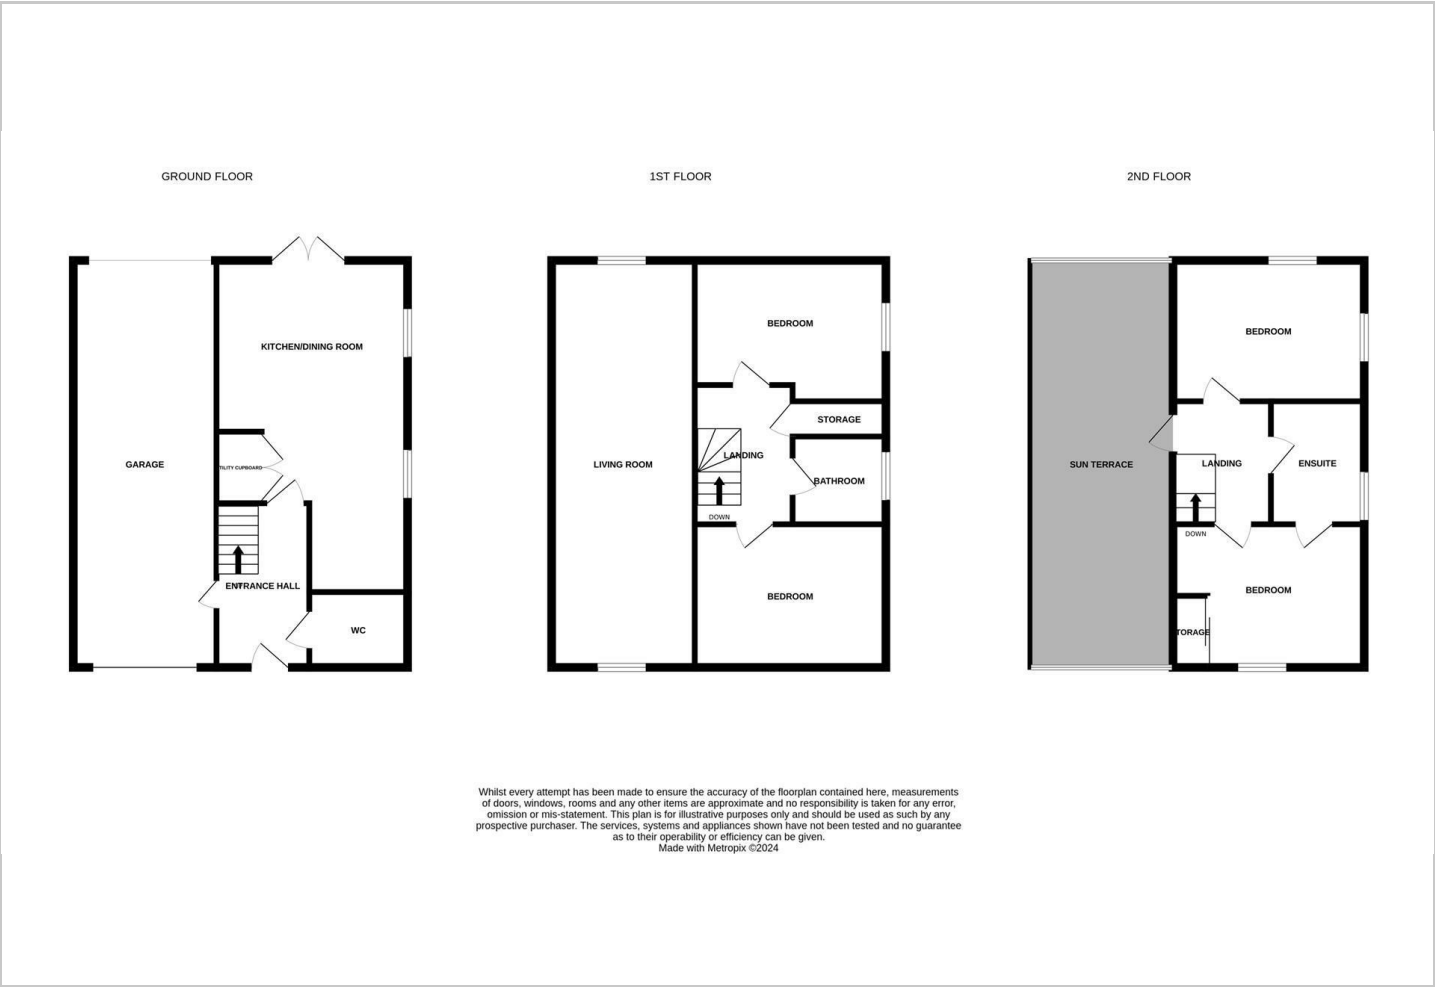 GROUND FLOOR
1ST FLOOR
2ND FLOOR
KITCHEN/DINING ROOM
TILITY CUPBOARD
GARAGE
ENTRANCE HALL
WC
BEDROOM
STORAGE
LANDING
LIVING ROOM
BATHROOM
DOWN
BEDROOM
BEDROOM
SUN TERRACE
LANDING
ENSUITE
DOWN
BEDROOM
TORAGE
Whilst every attempt has been made to ensure the accuracy of the floorplan contained here, measurements
of doors, windows, rooms and any other items are approximate and no responsibility is taken for any error,
omission or mis-statement. This plan is for illustrative purposes only and should be used as such by any
prospective purchaser. The services, systems and appliances shown have not been tested and no guarantee
as to their operability or efficiency can be given.
Made with Metropix ©2024